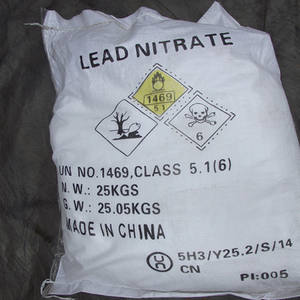 LEAD NITRATE
1469
5.1
6
UN NO.1469,CLASS 5.1(6)
N.W.: 25KGS
G.W.: 25.05KGS
MADE IN CHINA
un 5H3/Y25.2/S/14
CN PI:005